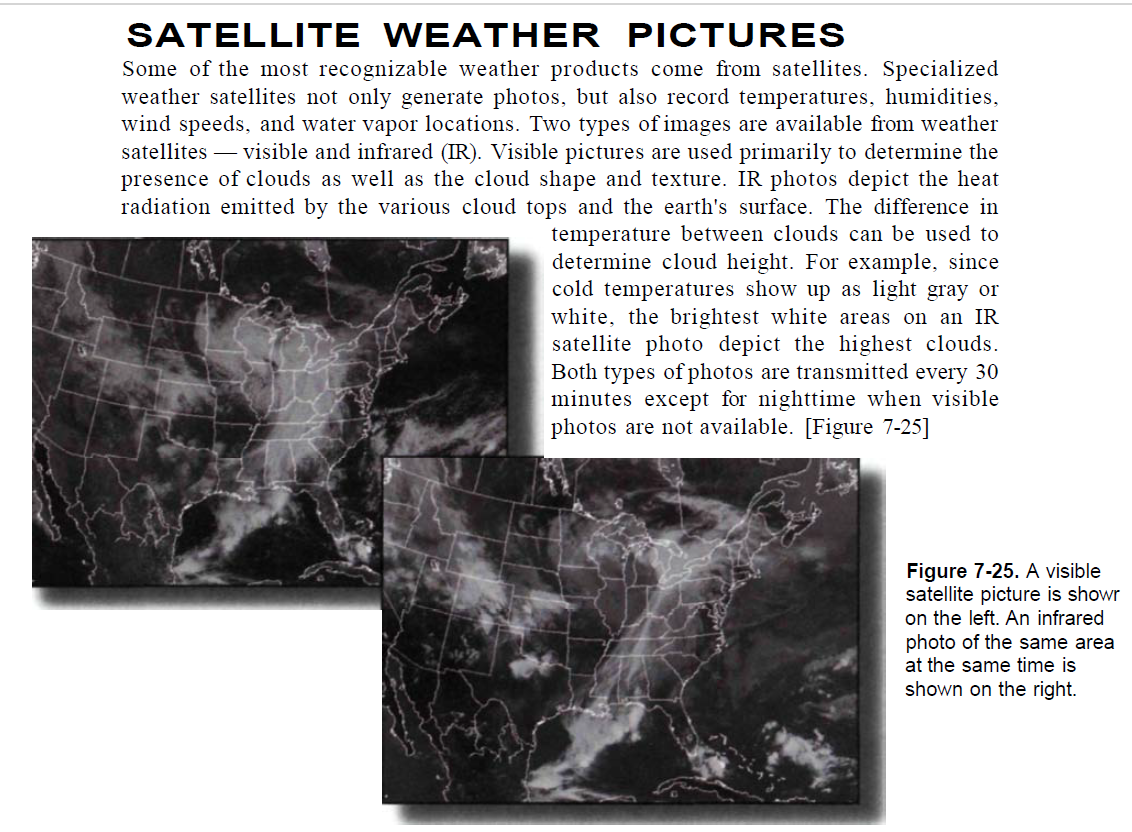 SATELLITE WEATHER PICTURES
Some of the most recognizable weather products come from satellites. Specialized
weather satellites not only generate photos, but also record temperatures, humidities,
wind speeds, and water vapor locations. Two types of images are available from weather
satellites — visible and infrared (IR). Visible pictures are used primarily to determine the
presence of clouds as well as the cloud shape and texture. IR photos depict the heat
radiation emitted by the various cloud tops and the earth's surface. The difference in
temperature between clouds can be used to
determine cloud height. For example, since
cold temperatures show up as light gray or
white, the brightest white areas on an IR
satellite photo depict the highest clouds.
Both types of photos are transmitted every 30
minutes except for nighttime when visible
photos are not available. [Figure 7-25]
Figure 7-25. A visible
satellite picture is showr
on the left. An infrared
photo of the same area
at the same time is
shown on the right.